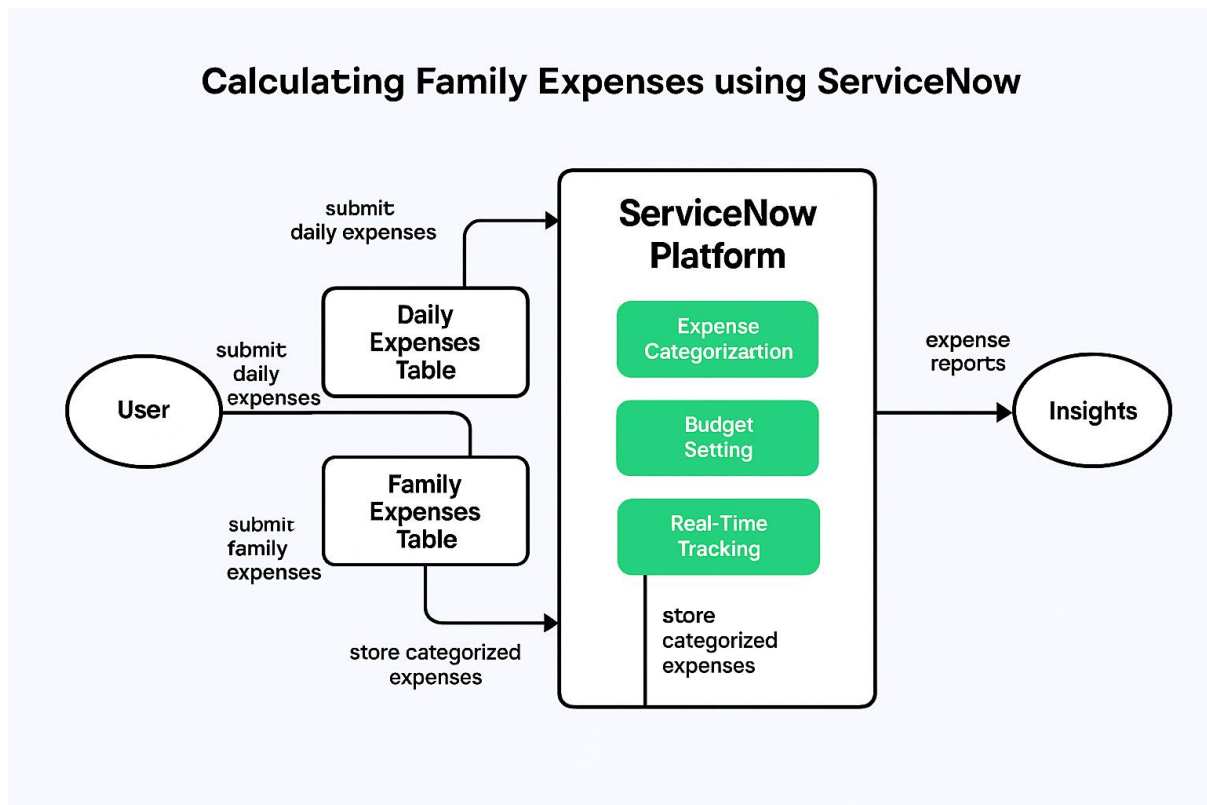 Calculating Family Expenses using ServiceNow
submit
daily expenses
ServiceNow
Platform
Daily
Expenses
Table
Expense
Categorizartion
submit
daily
expenses
User
expense
reports
Insights
Budget
Setting
Family
Expenses
Table
submit
family
expenses
Real-Time
Tracking
store categorized
expenses
store
categorized
expenses